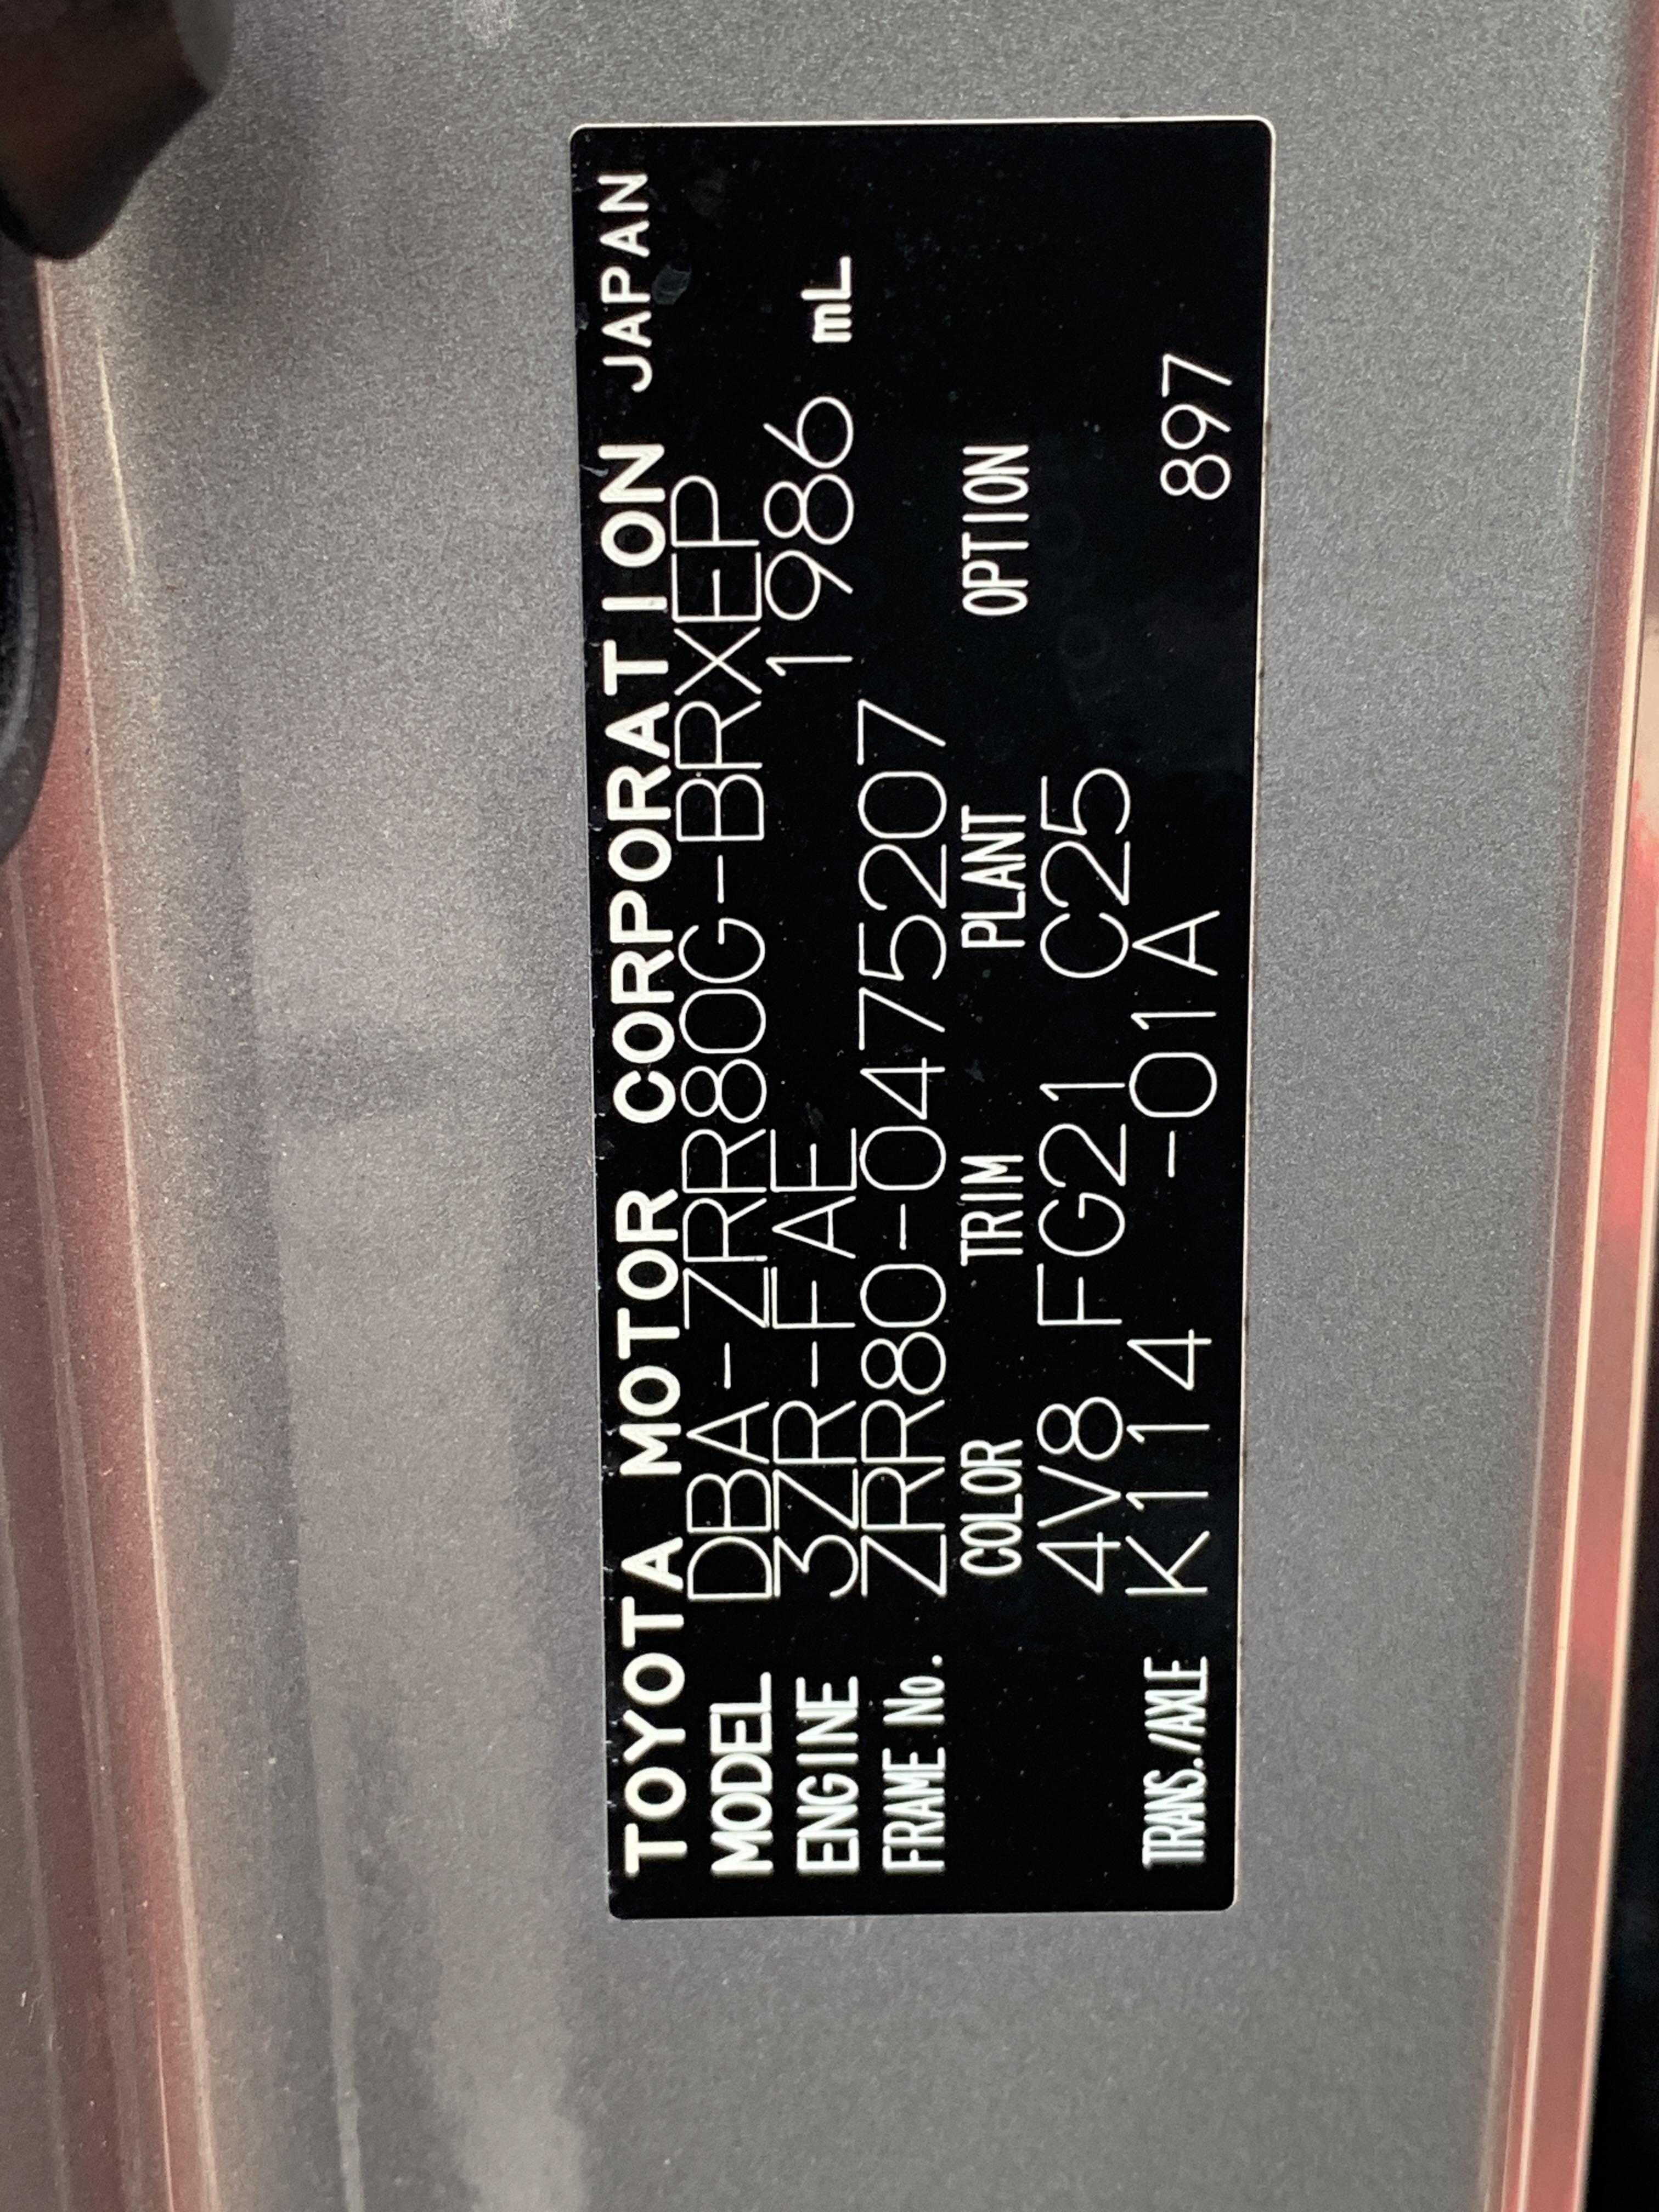 TOYOTA MOTOR CORPORATION JAPAN
MODEL DBA-ZRR80G-BRXEP
ENGINE 3ZR-FAE 1986 mL
FRAME No. ZRR80-0475207
COLOR TRIM PLANT OPTION
4V8 FG21 C25
TRANS./AXLE K114 -01A 897